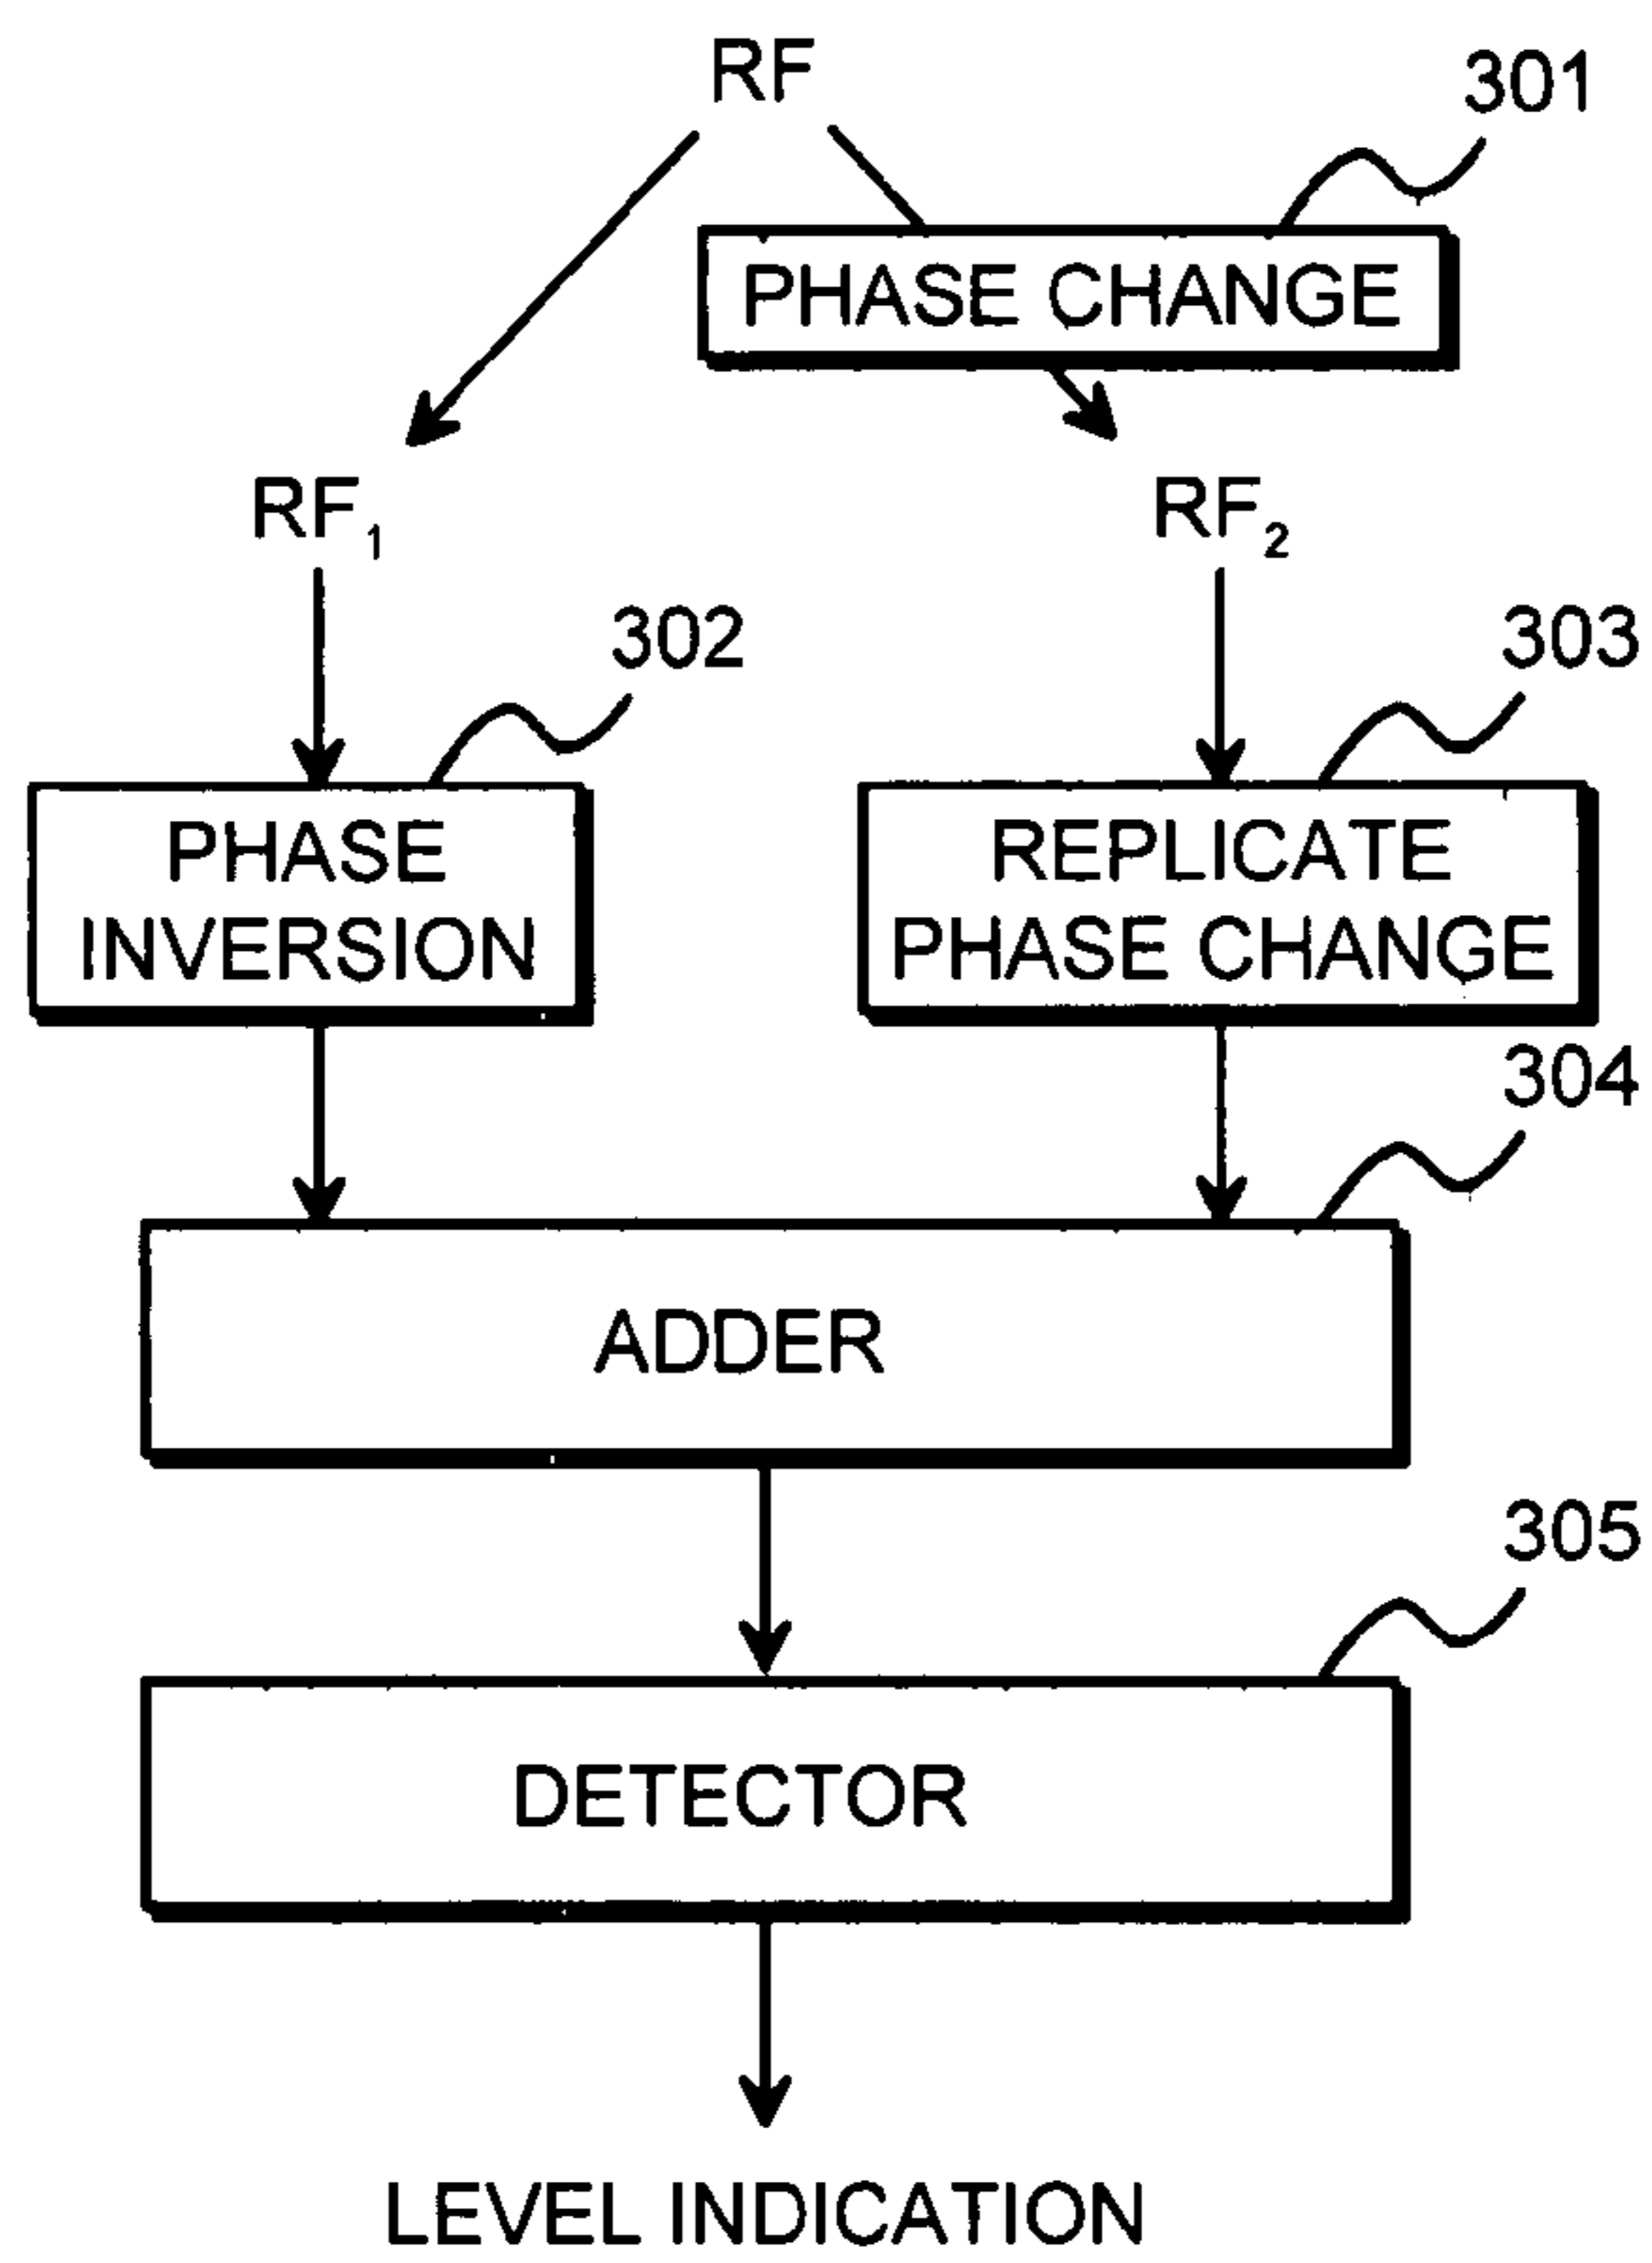 RF
301
PHASE CHANGE
RF₁
RF₂
302
303
PHASE
INVERSION
REPLICATE
PHASE CHANGE
304
ADDER
305
DETECTOR
LEVEL INDICATION